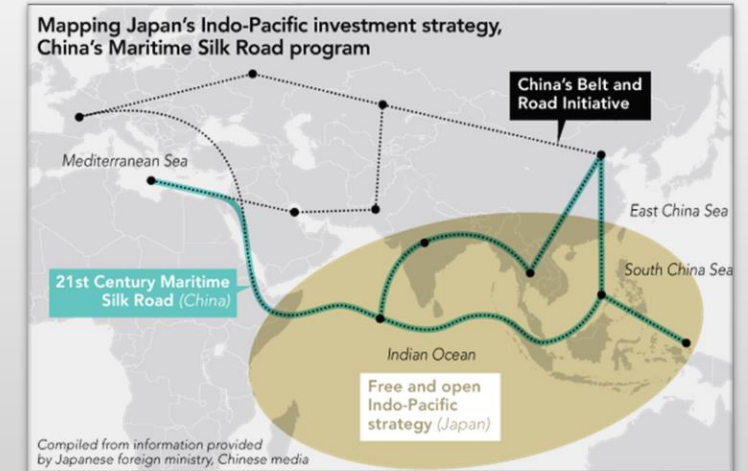 Mapping Japan's Indo-Pacific investment strategy,
China's Maritime Silk Road program
China's Belt and
Road Initiative
Mediterranean Sea
East China Sea
South China Sea
21st Century Maritime
Silk Road (China)
Indian Ocean
Free and open
Indo-Pacific
strategy (Japan)
Compiled from information provided
by Japanese foreign ministry, Chinese media